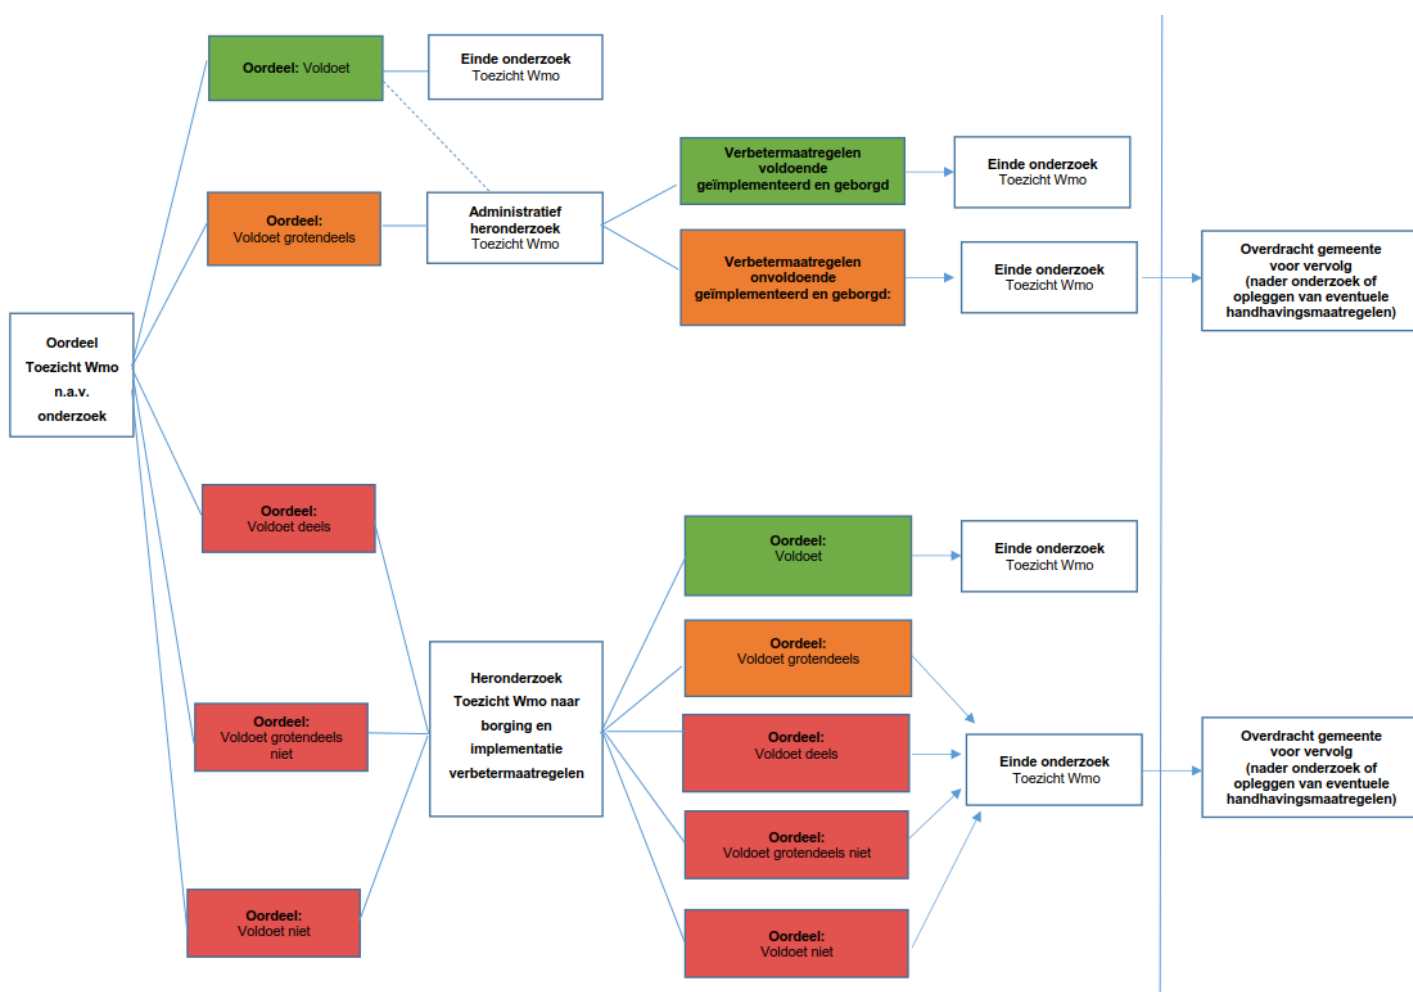 Oordeel: Voldoet
Einde onderzoek
Toezicht Wmo
Verbetermaatregelen
voldoende
geïmplementeerd en geborgd
Einde onderzoek
Toezicht Wmo
Oordeel:
Voldoet grotendeels
Administratief
heronderzoek
Toezicht Wmo
Verbetermaatregelen
onvoldoende
geïmplementeerd en geborgd:
Einde onderzoek
Toezicht Wmo
Overdracht gemeente
voor vervolg
(nader onderzoek of
opleggen van eventuele
handhavingsmaatregelen)
Oordeel
Toezicht Wmo
n.a.v.
onderzoek
Oordeel:
Voldoet deels
Oordeel:
Voldoet
Einde onderzoek
Toezicht Wmo
Oordeel:
Voldoet grotendeels
Oordeel:
Voldoet grotendeels
niet
Heronderzoek
Toezicht Wmo naar
borging en
implementatie
verbetermaatregelen
Oordeel:
Voldoet deels
Einde onderzoek
Toezicht Wmo
Overdracht gemeente
voor vervolg
(nader onderzoek of
opleggen van eventuele
handhavingsmaatregelen)
Oordeel:
Voldoet grotendeels niet
Oordeel:
Voldoet niet
Oordeel:
Voldoet niet